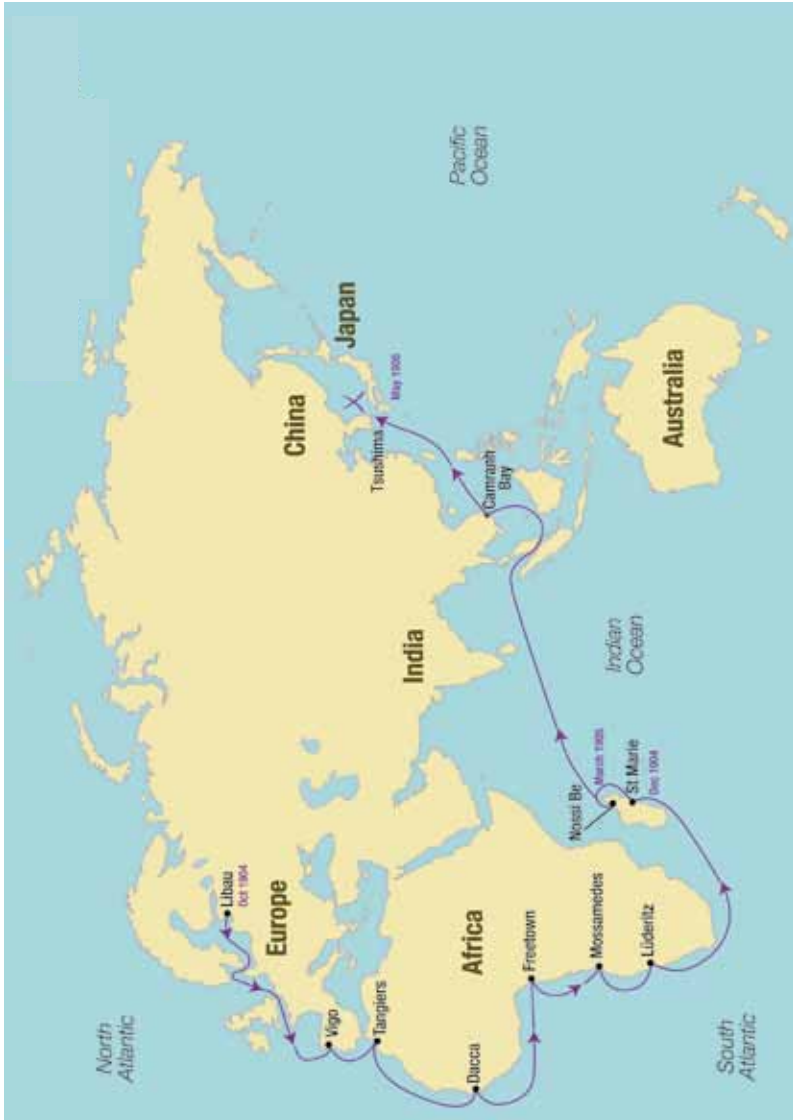 North
Atlantic
Libau
Oct 1904
Europe
Vigo
Tangiers
Dacca
Africa
Freetown
Mossamedes
Lüderitz
South
Atlantic
Nossi Be
March 1905
St Marie
Dec 1904
India
Indian
Ocean
China
Japan
Tsushima
May 1905
Camranh
Bay
Australia
Pacific
Ocean